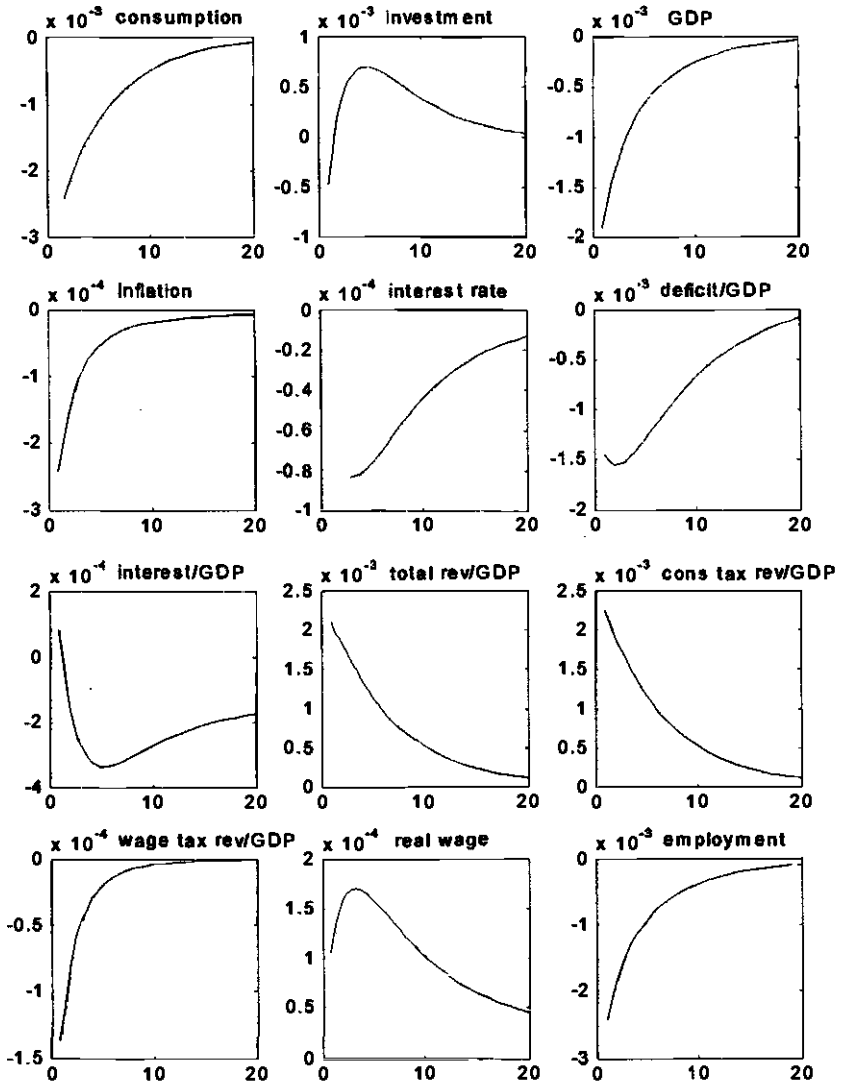 x 10-3 consumption
0
-1
-2
-3
0 10 20
x 10-3 investment
1
0.5
0
-0.5
-1
0 10 20
x 10-3 GDP
0
-0.5
-1
-1.5
-2
0 10 20
x 10-4 Inflation
0
-1
-2
-3
0 10 20
x 10-4 interest rate
0
-0.2
-0.4
-0.6
-0.8
-1
0 10 20
x 10-3 deficit/GDP
0
-0.5
-1
-1.5
-2
0 10 20
x 10-4 interest/GDP
2
0
-2
-4
0 10 20
x 10-3 total rev/GDP
2.5
2
1.5
1
0.5
0
0 10 20
x 10-3 cons tax rev/GDP
2.5
2
1.5
1
0.5
0
0 10 20
x 10-4 wage tax rev/GDP
0
-0.5
-1
-1.5
0 10 20
x 10-4 real wage
2
1.5
1
0.5
0
0 10 20
x 10-3 employment
0
-1
-2
-3
0 10 20